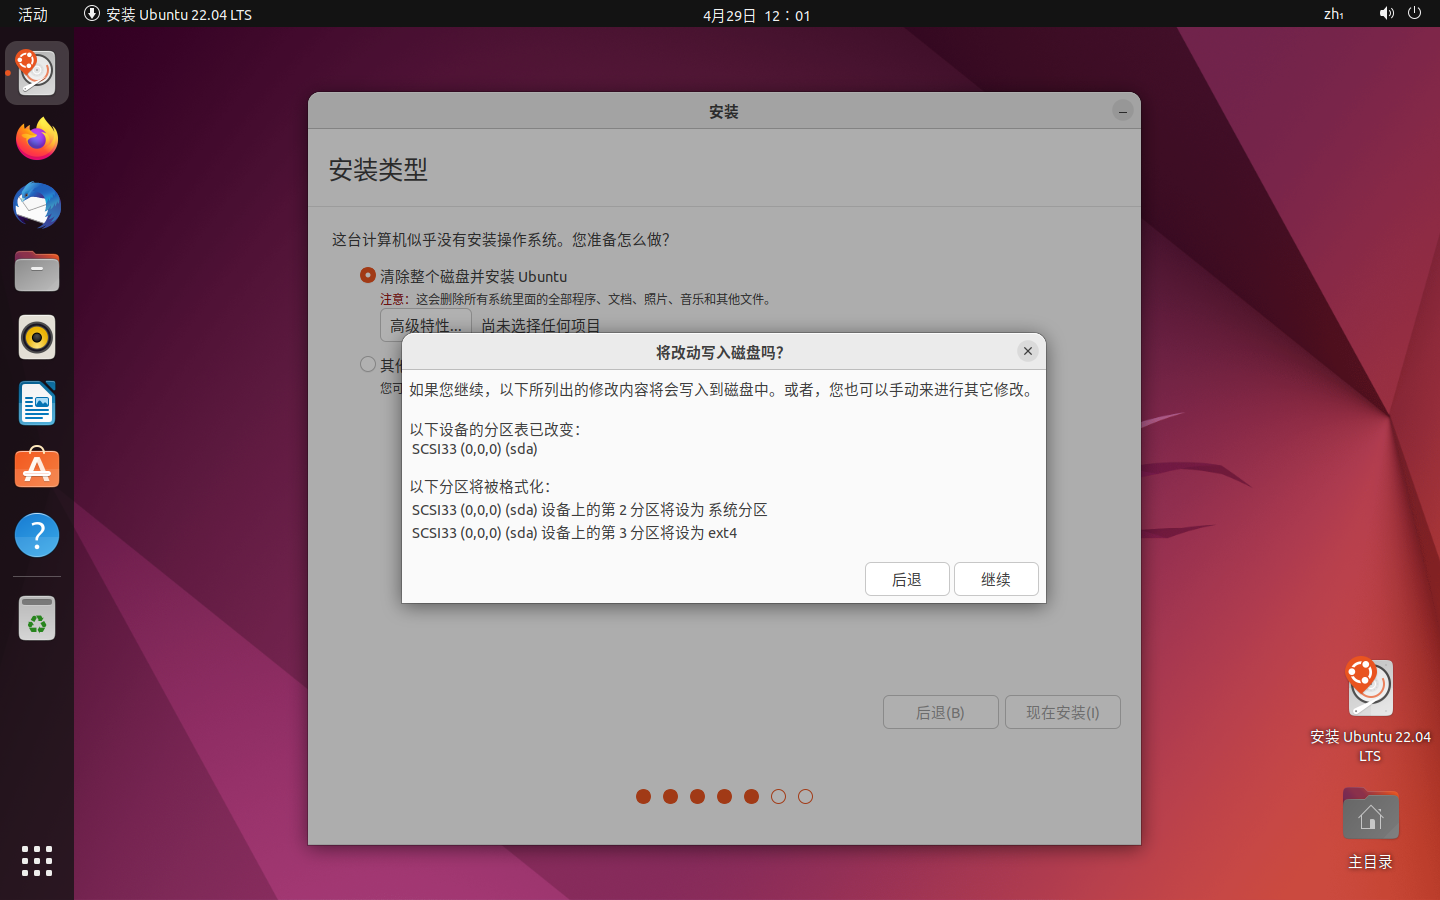 活动
安装 Ubuntu 22.04 LTS
4月29日 12：01
zh₁
安装
安装类型
这台计算机似乎没有安装操作系统。您准备怎么做？
清除整个磁盘并安装 Ubuntu
注意：这会删除所有系统里面的全部程序、文档、照片、音乐和其他文件。
高级特性...
尚未选择任何项目
其他
您可
将改动写入磁盘吗？
如果您继续，以下所列出的修改内容将会写入到磁盘中。或者，您也可以手动来进行其它修改。
以下设备的分区表已改变：
SCSI33 (0,0,0) (sda)
以下分区将被格式化：
SCSI33 (0,0,0) (sda) 设备上的第 2 分区将设为 系统分区
SCSI33 (0,0,0) (sda) 设备上的第 3 分区将设为 ext4
后退
继续
后退(B)
现在安装(I)
安装 Ubuntu 22.04
LTS
主目录